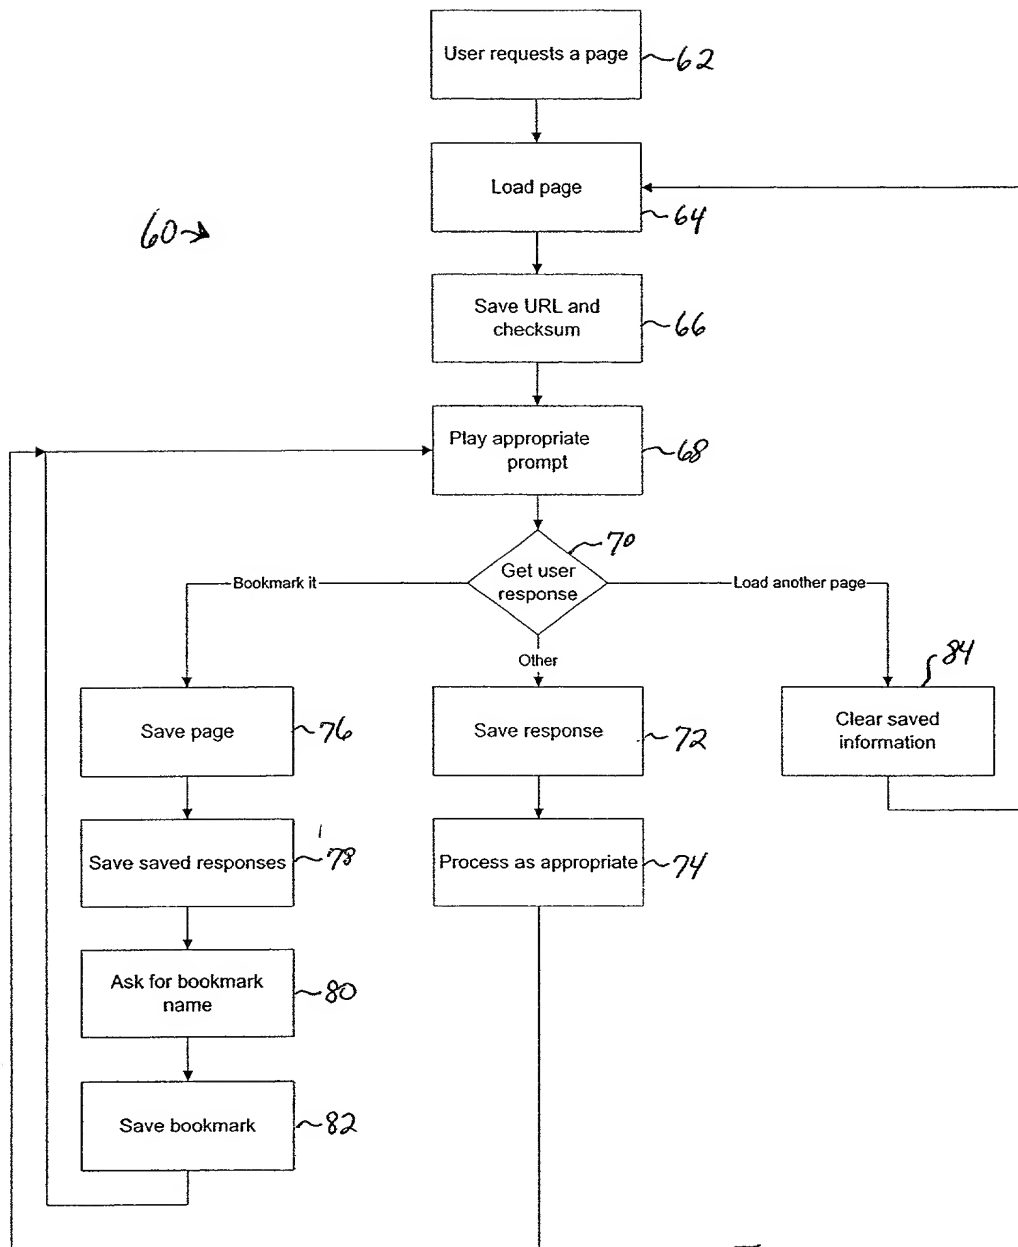 User requests a page
62
Load page
64
60
Save URL and
checksum
66
Play appropriate
prompt
68
70
Get user
response
Bookmark it
Load another page
Other
84
Save page
76
Save response
72
Clear saved
information
Save saved responses
78
Process as appropriate
74
Ask for bookmark
name
80
Save bookmark
82